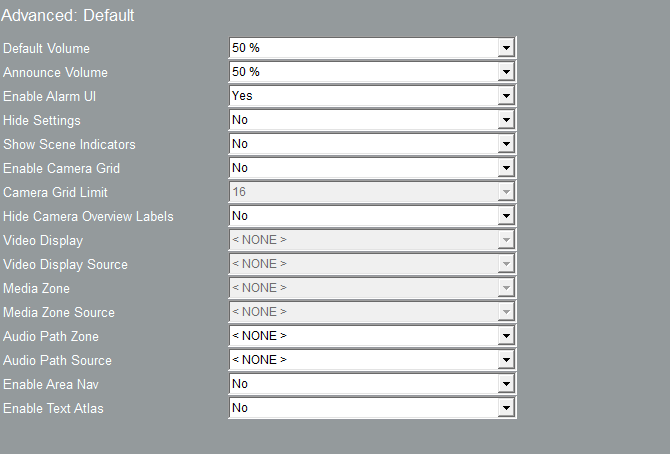 Advanced: Default
Default Volume 50 %
Announce Volume 50 %
Enable Alarm UI Yes
Hide Settings No
Show Scene Indicators No
Enable Camera Grid No
Camera Grid Limit 16
Hide Camera Overview Labels No
Video Display < NONE >
Video Display Source < NONE >
Media Zone < NONE >
Media Zone Source < NONE >
Audio Path Zone < NONE >
Audio Path Source < NONE >
Enable Area Nav No
Enable Text Atlas No